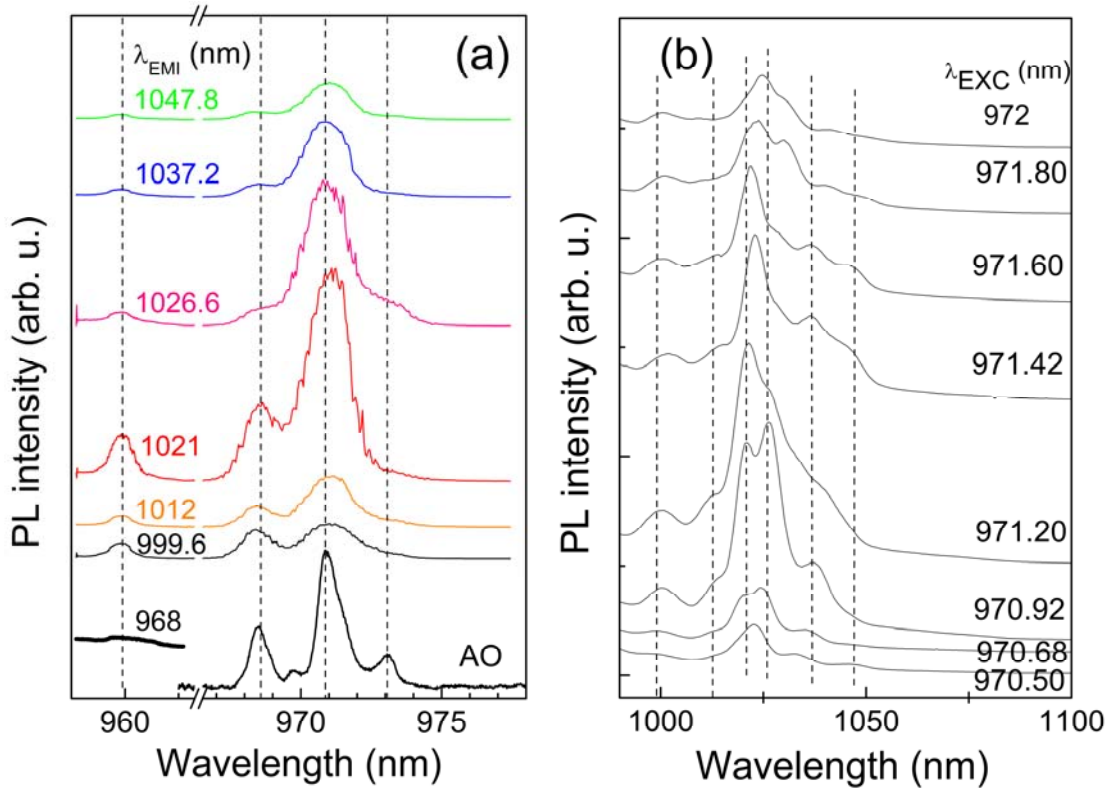 (a)
λEMI (nm)
1047.8
1037.2
1026.6
1021
1012
999.6
968
AO
PL intensity (arb. u.)
960 970 975
Wavelength (nm)
(b)
λEXC (nm)
972
971.80
971.60
971.42
971.20
970.92
970.68
970.50
PL intensity (arb. u.)
1000 1050 1100
Wavelength (nm)